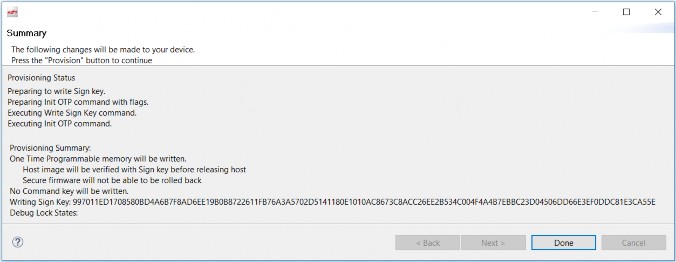 Summary
The following changes will be made to your device.
Press the "Provision" button to continue
Provisioning Status
Preparing to write Sign key.
Preparing Init OTP command with flags.
Executing Write Sign Key command.
Executing Init OTP command.
Provisioning Summary:
One Time Programmable memory will be written.
Host image will be verified with Sign key before releasing host
Secure firmware will not be able to be rolled back
No Command key will be written.
Writing Sign Key: 997011ED1708580BD4A6B7F8AD6EE19B0B8722611FB76A3A5702D5141180E1010AC8673C8ACC26EE2B534C004F4A4B7EBBC23D04506DD66E3EF0DDC81E3CA55E
Debug Lock States:
< Back Next > Done Cancel